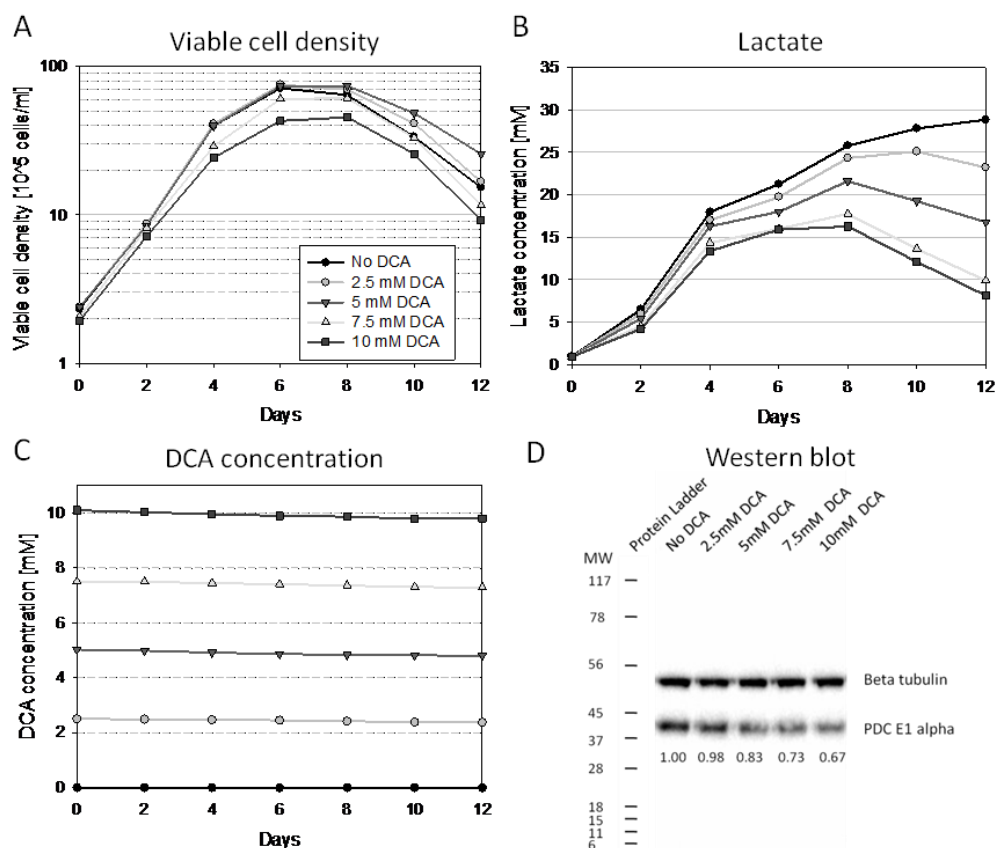 A
Viable cell density
Viable cell density [10^5 cells/ml]
100
10
1
0 2 4 6 8 10 12
Days
No DCA
2.5 mM DCA
5 mM DCA
7.5 mM DCA
10 mM DCA
B
Lactate
Lactate concentration [mM]
35
30
25
20
15
10
5
0
0 2 4 6 8 10 12
Days
C
DCA concentration
DCA concentration [mM]
10
8
6
4
2
0
0 2 4 6 8 10 12
Days
D
Western blot
Protein Ladder
No DCA
2.5mM DCA
5mM DCA
7.5mM DCA
10mM DCA
MW
117
78
56
Beta tubulin
45
PDC E1 alpha
37
1.00 0.98 0.83 0.73 0.67
28
18
15
11
6